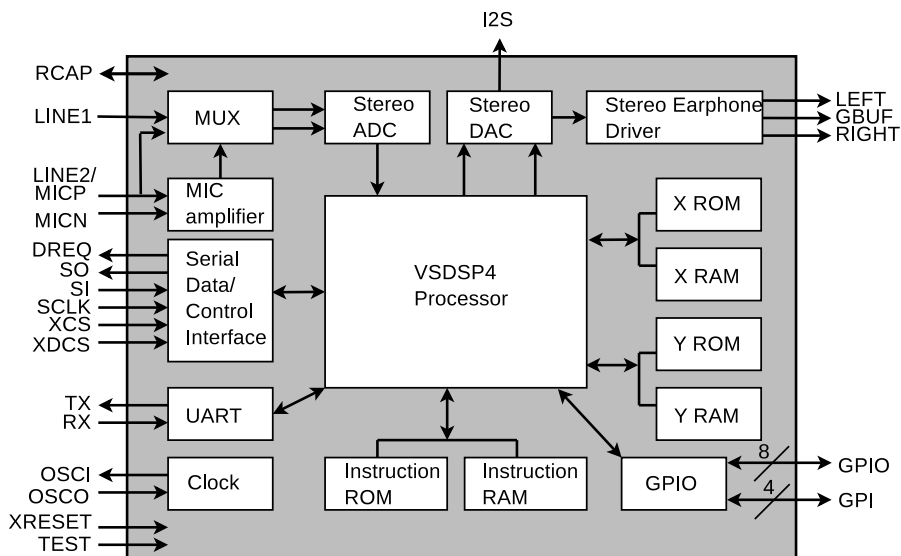 I2S
RCAP
LINE1
LINE2/
MICP
MICN
DREQ
SO
SI
SCLK
XCS
XDCS
TX
RX
OSCI
OSCO
XRESET
TEST
MUX
Stereo
ADC
Stereo
DAC
Stereo Earphone
Driver
LEFT
GBUF
RIGHT
MIC
amplifier
Serial
Data/
Control
Interface
VSDSP4
Processor
X ROM
X RAM
Y ROM
Y RAM
UART
Clock
Instruction
ROM
Instruction
RAM
GPIO
8
GPIO
4
GPI